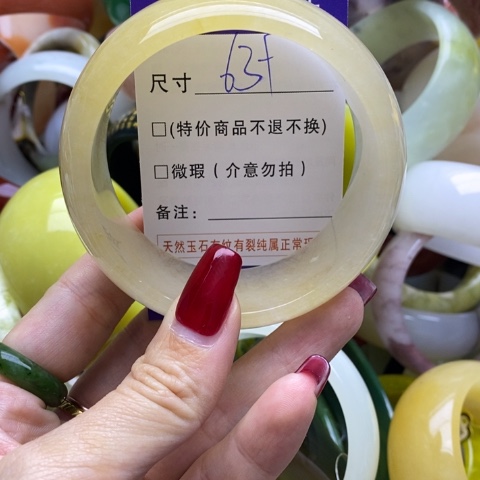 尺寸 63+
□(特价商品不退不换)
□微瑕(介意勿拍)
备注:
天然玉石有纹有裂纯属正常现